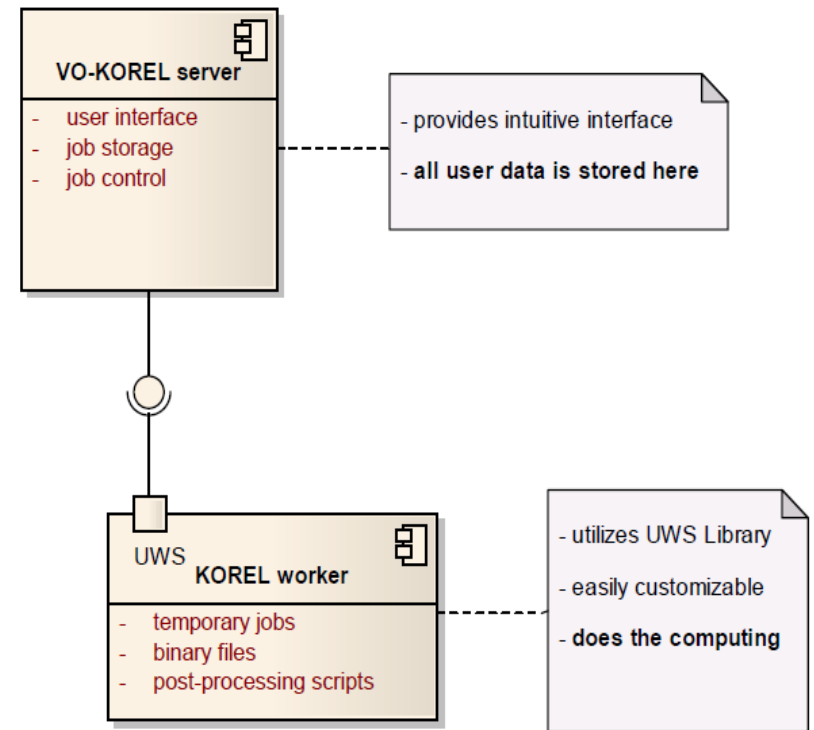 VO-KOREL server
- user interface
- job storage
- job control
- provides intuitive interface
- all user data is stored here
UWS
KOREL worker
- temporary jobs
- binary files
- post-processing scripts
- utilizes UWS Library
- easily customizable
- does the computing